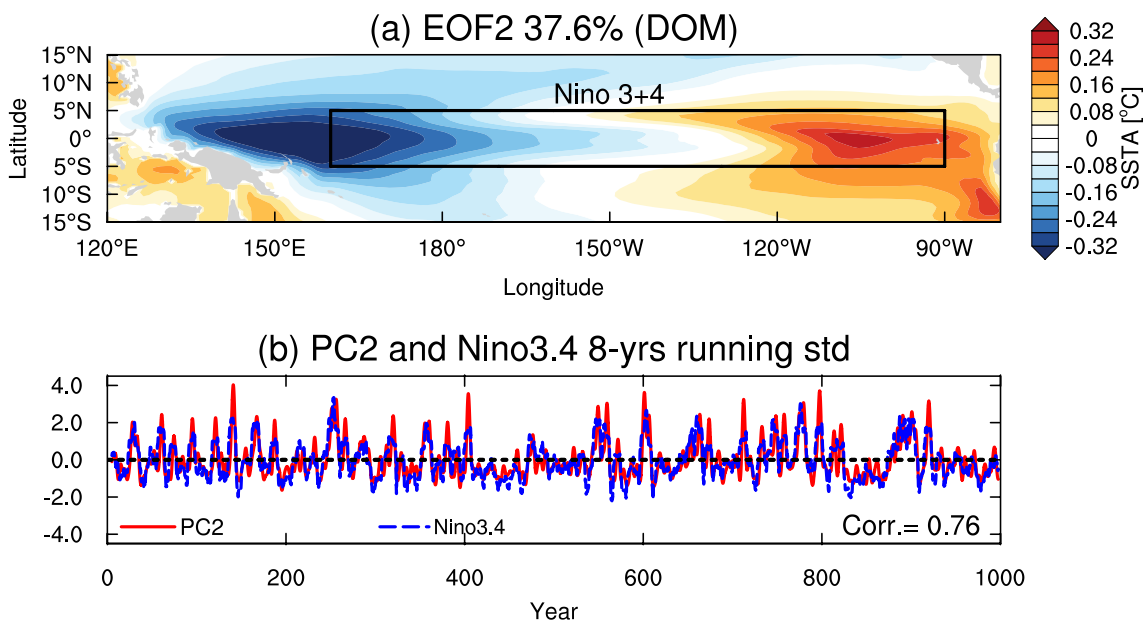 (a) EOF2 37.6% (DOM)
15°N
10°N
5°N
0°
5°S
10°S
15°S
Latitude
Nino 3+4
120°E 150°E 180° 150°W 120°W 90°W
Longitude
0.32
0.24
0.16
0.08
0
-0.08
-0.16
-0.24
-0.32
SSTA [°C]
(b) PC2 and Nino3.4 8-yrs running std
4.0
2.0
0.0
-2.0
-4.0
PC2 Nino3.4 Corr.= 0.76
0 200 400 600 800 1000
Year